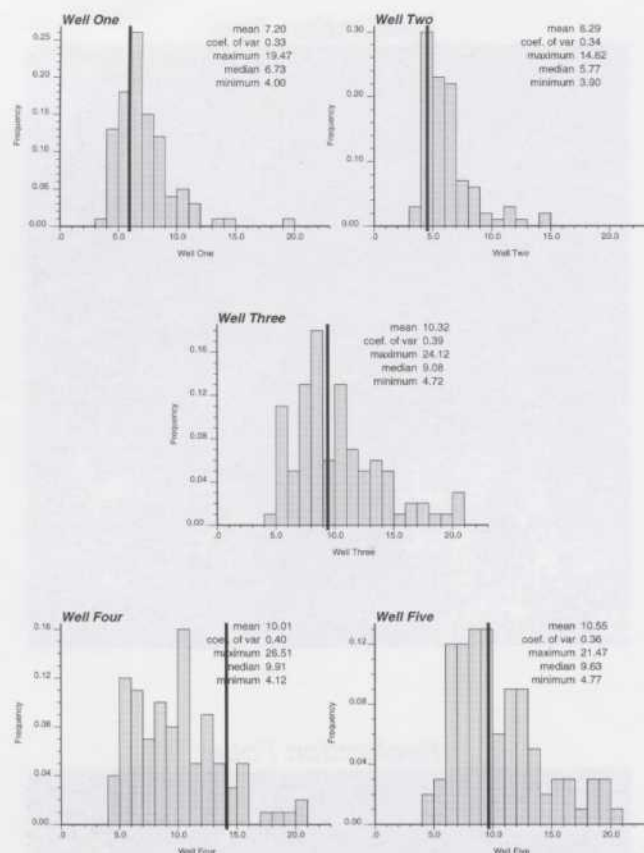 Well One
mean 7.20
coef. of var 0.33
maximum 19.47
median 6.73
minimum 4.00
Frequency
0.25
0.20
0.15
0.10
0.05
0.00
.0 5.0 10.0 15.0 20.0
Well One
Well Two
mean 6.29
coef. of var 0.34
maximum 14.62
median 5.77
minimum 3.90
Frequency
0.30
0.20
0.10
0.00
.0 5.0 10.0 15.0 20.0
Well Two
Well Three
mean 10.32
coef. of var 0.39
maximum 24.12
median 9.08
minimum 4.72
Frequency
0.16
0.12
0.08
0.04
0.00
.0 5.0 10.0 15.0 20.0
Well Three
Well Four
mean 10.01
coef. of var 0.40
maximum 26.51
median 9.91
minimum 4.12
Frequency
0.16
0.12
0.08
0.04
0.00
.0 5.0 10.0 15.0 20.0
Well Four
Well Five
mean 10.55
coef. of var 0.36
maximum 21.47
median 9.63
minimum 4.77
Frequency
0.12
0.08
0.04
0.00
.0 5.0 10.0 15.0 20.0
Well Five